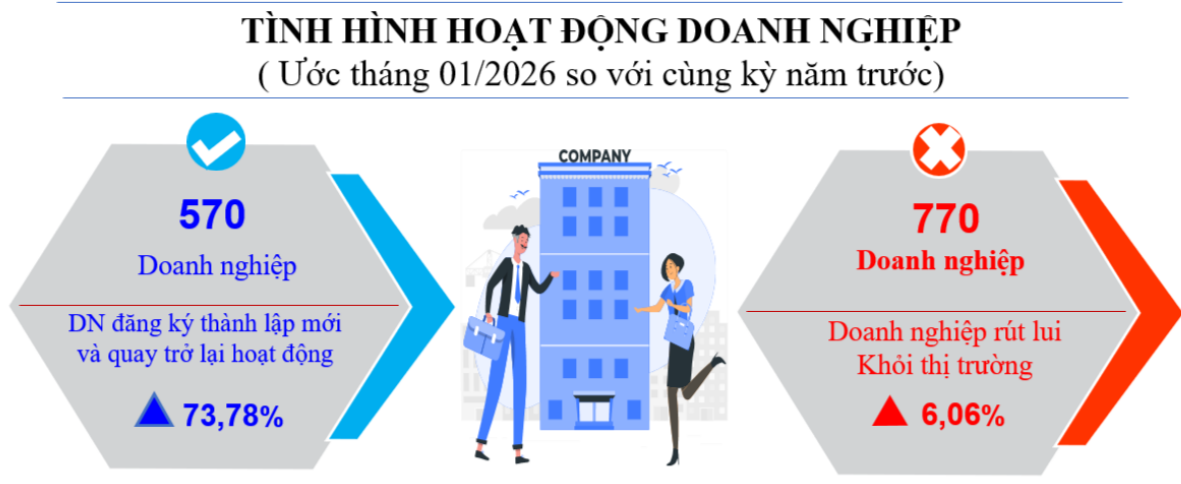 TÌNH HÌNH HOẠT ĐỘNG DOANH NGHIỆP
( Ước tháng 01/2026 so với cùng kỳ năm trước)
570
Doanh nghiệp
DN đăng ký thành lập mới
và quay trở lại hoạt động
73,78%
COMPANY
770
Doanh nghiệp
Doanh nghiệp rút lui
Khỏi thị trường
6,06%